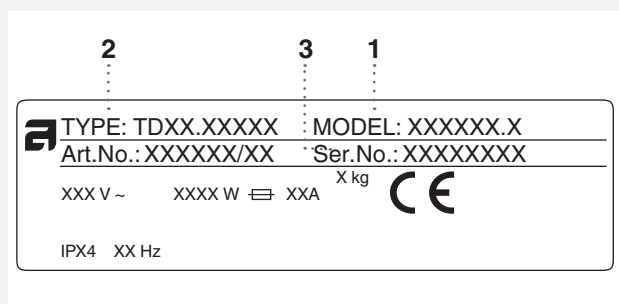 2 3 1
TYPE: TDXX.XXXXX MODEL: XXXXXX.X
Art.No.: XXXXXX/XX Ser.No.: XXXXXXXX
X kg
XXX V ~ XXXX W XXA CE
IPX4 XX Hz